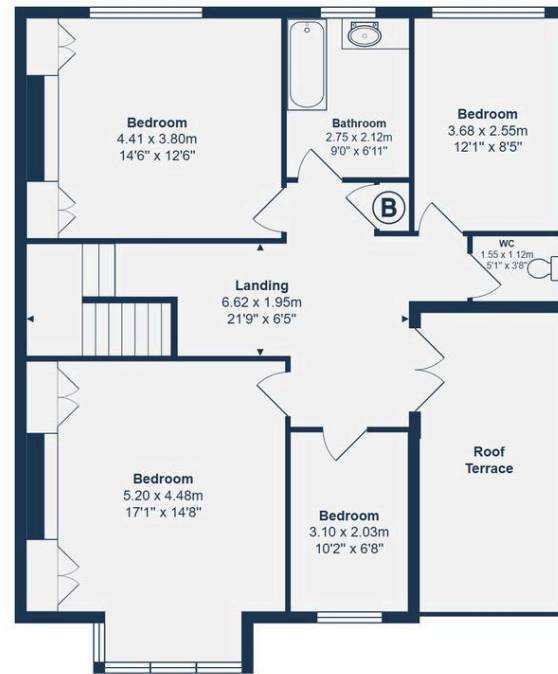 Bedroom
4.41 x 3.80m
14'6" x 12'6"
Bathroom
2.75 x 2.12m
9'0" x 6'11"
Bedroom
3.68 x 2.55m
12'1" x 8'5"
B
WC
1.55 x 1.12m
5'1" x 3'8"
Landing
6.62 x 1.95m
21'9" x 6'5"
Bedroom
5.20 x 4.48m
17'1" x 14'8"
Bedroom
3.10 x 2.03m
10'2" x 6'8"
Roof
Terrace